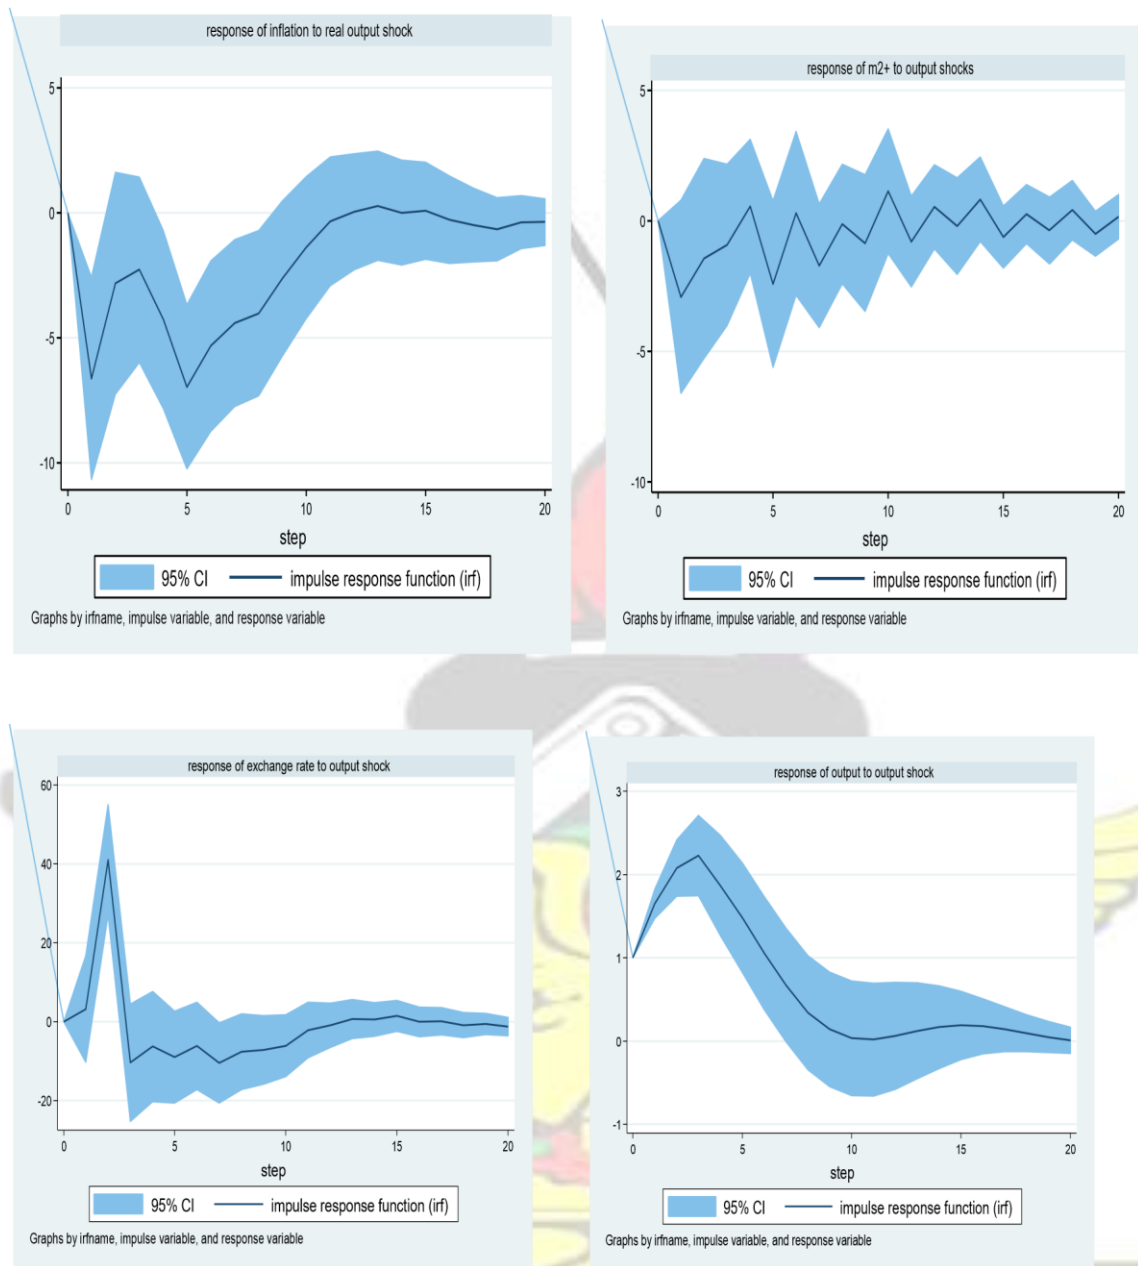 response of inflation to real output shock
5
0
-5
-10
0 5 10 15 20
step
95% CI impulse response function (irf)
Graphs by irfname, impulse variable, and response variable
response of m2+ to output shocks
5
0
-5
-10
0 5 10 15 20
step
95% CI impulse response function (irf)
Graphs by irfname, impulse variable, and response variable
response of exchange rate to output shock
60
40
20
0
-20
0 5 10 15 20
step
95% CI impulse response function (irf)
Graphs by irfname, impulse variable, and response variable
response of output to output shock
3
2
1
0
-1
0 5 10 15 20
step
95% CI impulse response function (irf)
Graphs by irfname, impulse variable, and response variable